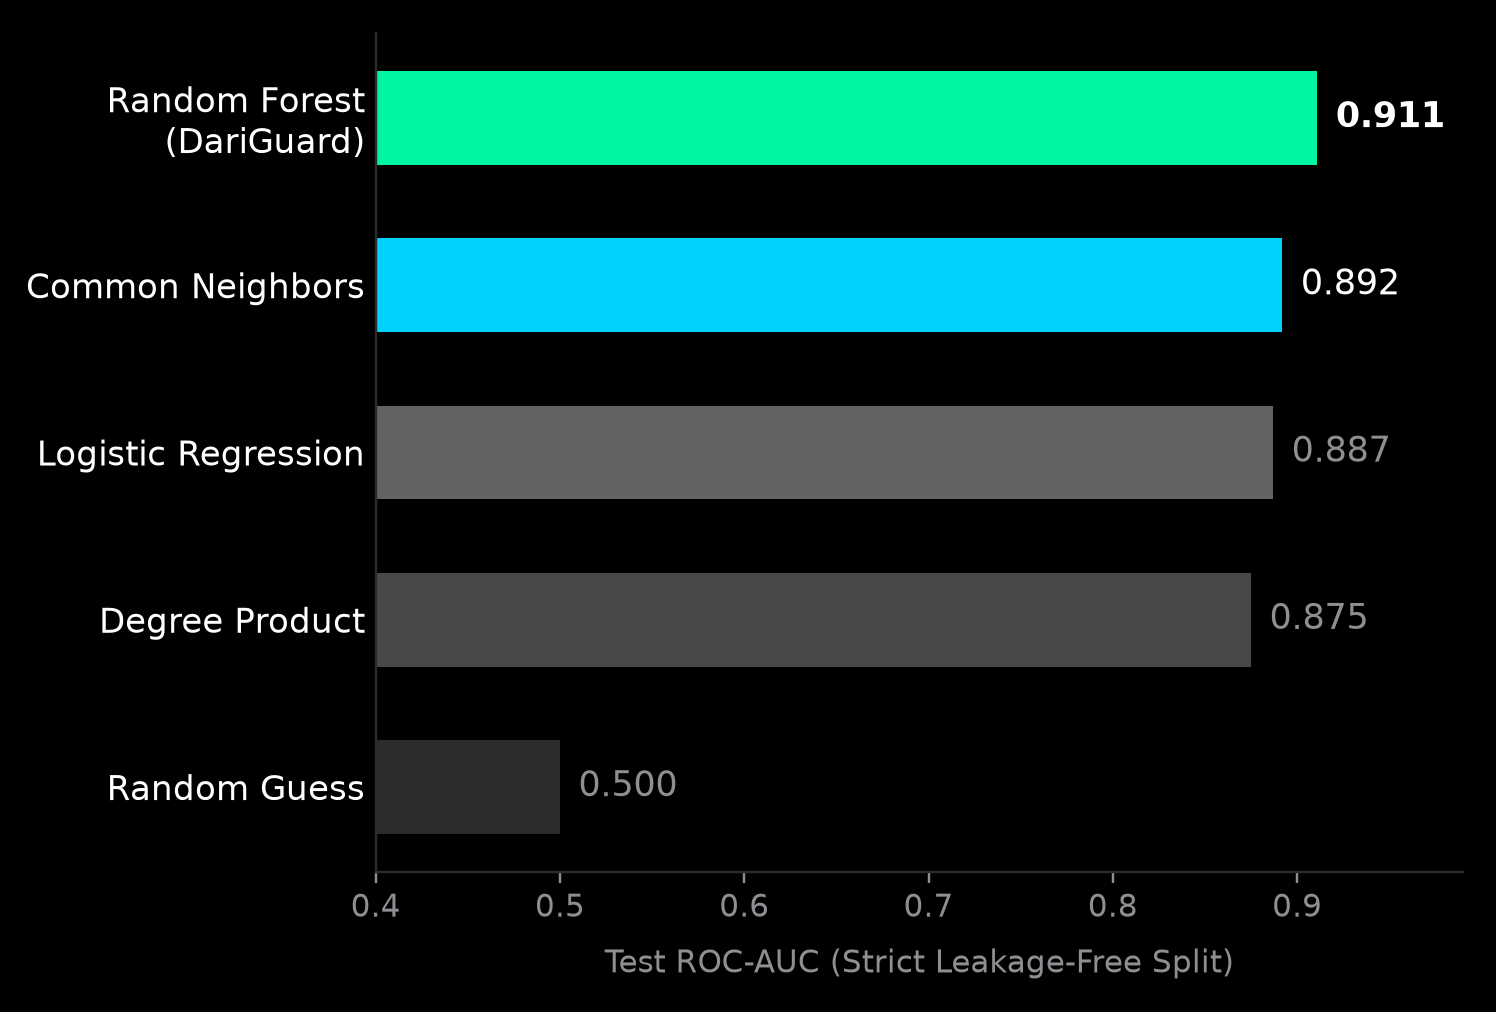 Random Forest
(DariGuard)
0.911
Common Neighbors
0.892
Logistic Regression
0.887
Degree Product
0.875
Random Guess
0.500
0.4 0.5 0.6 0.7 0.8 0.9
Test ROC-AUC (Strict Leakage-Free Split)